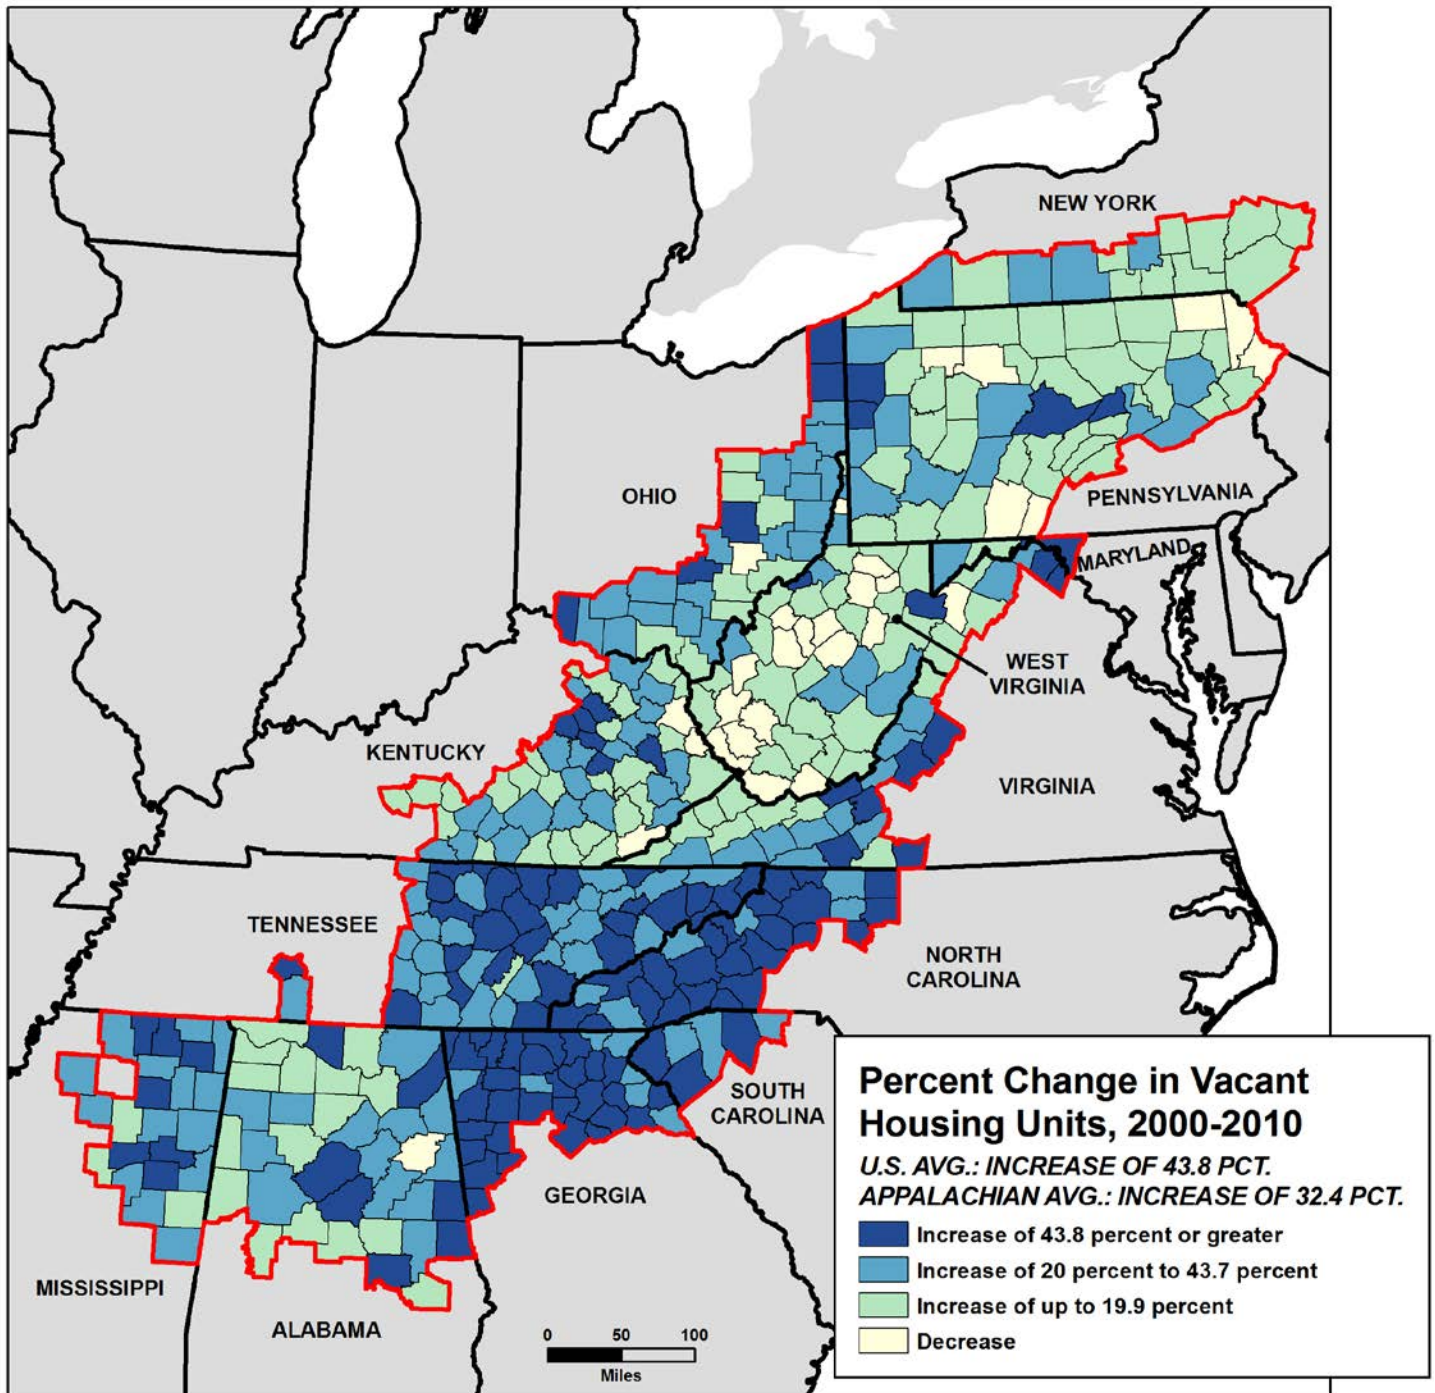 NEW YORK
OHIO
PENNSYLVANIA
MARYLAND
WEST
VIRGINIA
KENTUCKY
VIRGINIA
TENNESSEE
NORTH
CAROLINA
SOUTH
CAROLINA
GEORGIA
MISSISSIPPI
ALABAMA
0 50 100
Miles
Percent Change in Vacant
Housing Units, 2000-2010
U.S. AVG.: INCREASE OF 43.8 PCT.
APPALACHIAN AVG.: INCREASE OF 32.4 PCT.
Increase of 43.8 percent or greater
Increase of 20 percent to 43.7 percent
Increase of up to 19.9 percent
Decrease